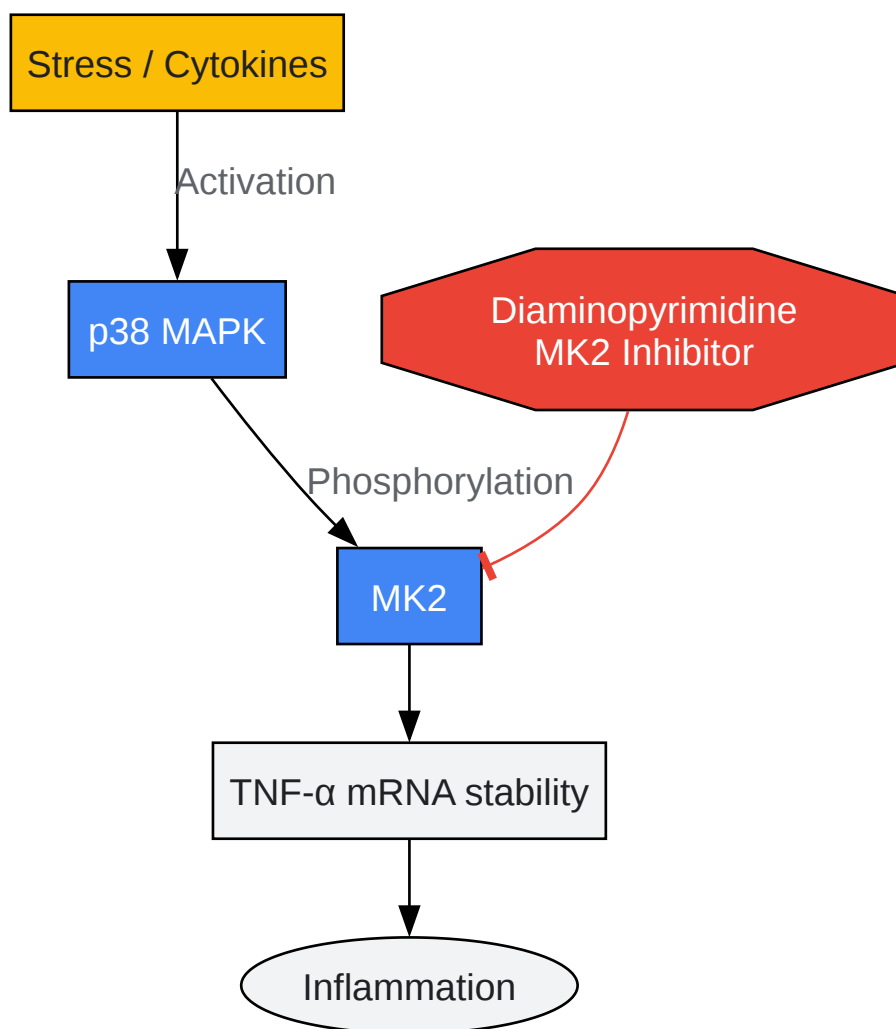 Stress / Cytokines
Activation
p38 MAPK
Diaminopyrimidine
MK2 Inhibitor
Phosphorylation
MK2
TNF-α mRNA stability
Inflammation